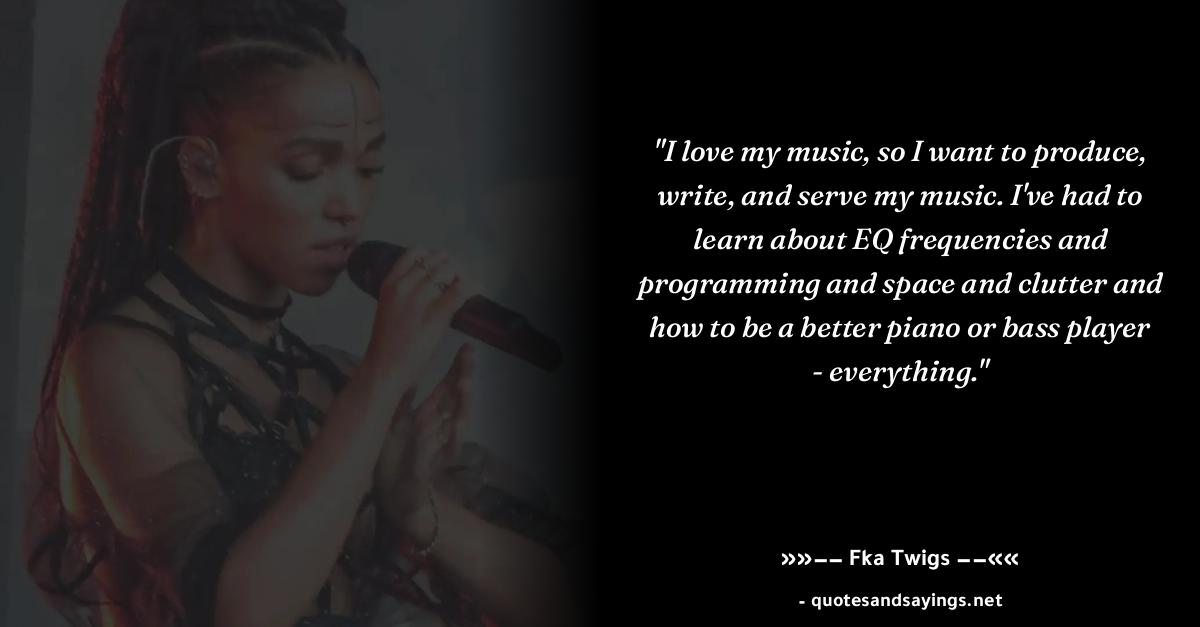 "I love my music, so I want to produce,
write, and serve my music. I've had to
learn about EQ frequencies and
programming and space and clutter and
how to be a better piano or bass player
- everything."
»»–– Fka Twigs ––««
- quotesandsayings.net